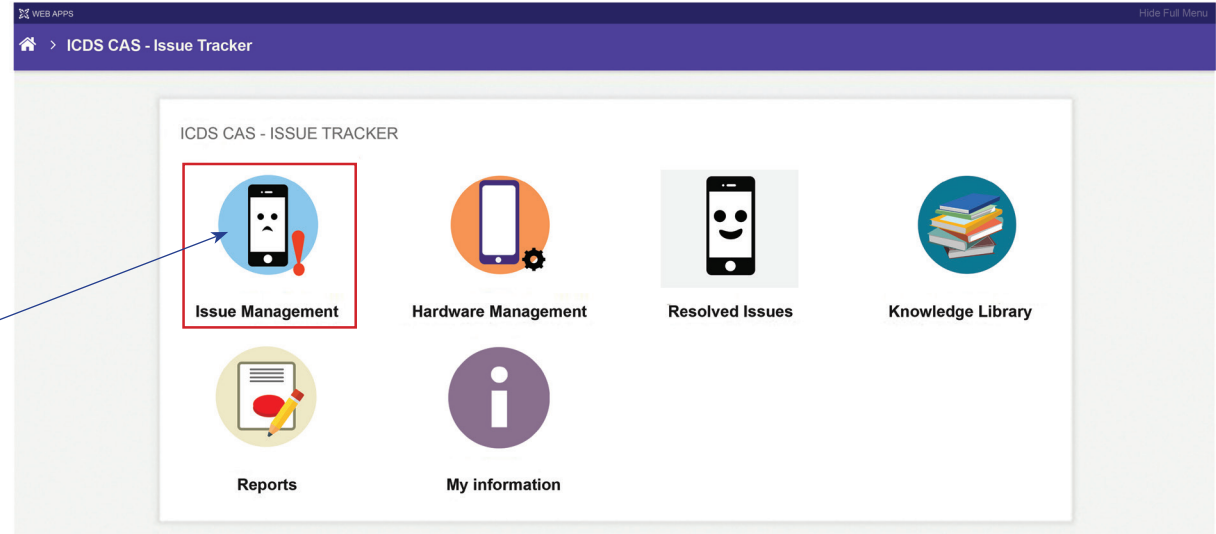 WEB APPS
Hide Full Menu
> ICDS CAS - Issue Tracker
ICDS CAS - ISSUE TRACKER
Issue Management
Hardware Management
Resolved Issues
Knowledge Library
Reports
My information